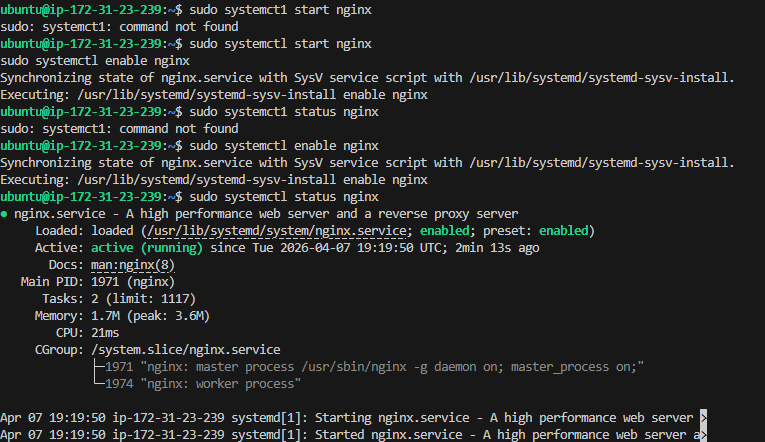 ubuntu@ip-172-31-23-239:~$ sudo systemct1 start nginx
sudo: systemct1: command not found
ubuntu@ip-172-31-23-239:~$ sudo systemctl start nginx
sudo systemctl enable nginx
Synchronizing state of nginx.service with SysV service script with /usr/lib/systemd/systemd-sysv-install.
Executing: /usr/lib/systemd/systemd-sysv-install enable nginx
ubuntu@ip-172-31-23-239:~$ sudo systemct1 status nginx
sudo: systemct1: command not found
ubuntu@ip-172-31-23-239:~$ sudo systemctl enable nginx
Synchronizing state of nginx.service with SysV service script with /usr/lib/systemd/systemd-sysv-install.
Executing: /usr/lib/systemd/systemd-sysv-install enable nginx
ubuntu@ip-172-31-23-239:~$ sudo systemctl status nginx
● nginx.service - A high performance web server and a reverse proxy server
     Loaded: loaded (/usr/lib/systemd/system/nginx.service; enabled; preset: enabled)
     Active: active (running) since Tue 2026-04-07 19:19:50 UTC; 2min 13s ago
       Docs: man:nginx(8)
   Main PID: 1971 (nginx)
      Tasks: 2 (limit: 1117)
     Memory: 1.7M (peak: 3.6M)
        CPU: 21ms
     CGroup: /system.slice/nginx.service
             ├─1971 "nginx: master process /usr/sbin/nginx -g daemon on; master_process on;"
             └─1974 "nginx: worker process"
Apr 07 19:19:50 ip-172-31-23-239 systemd[1]: Starting nginx.service - A high performance web server >
Apr 07 19:19:50 ip-172-31-23-239 systemd[1]: Started nginx.service - A high performance web server a>